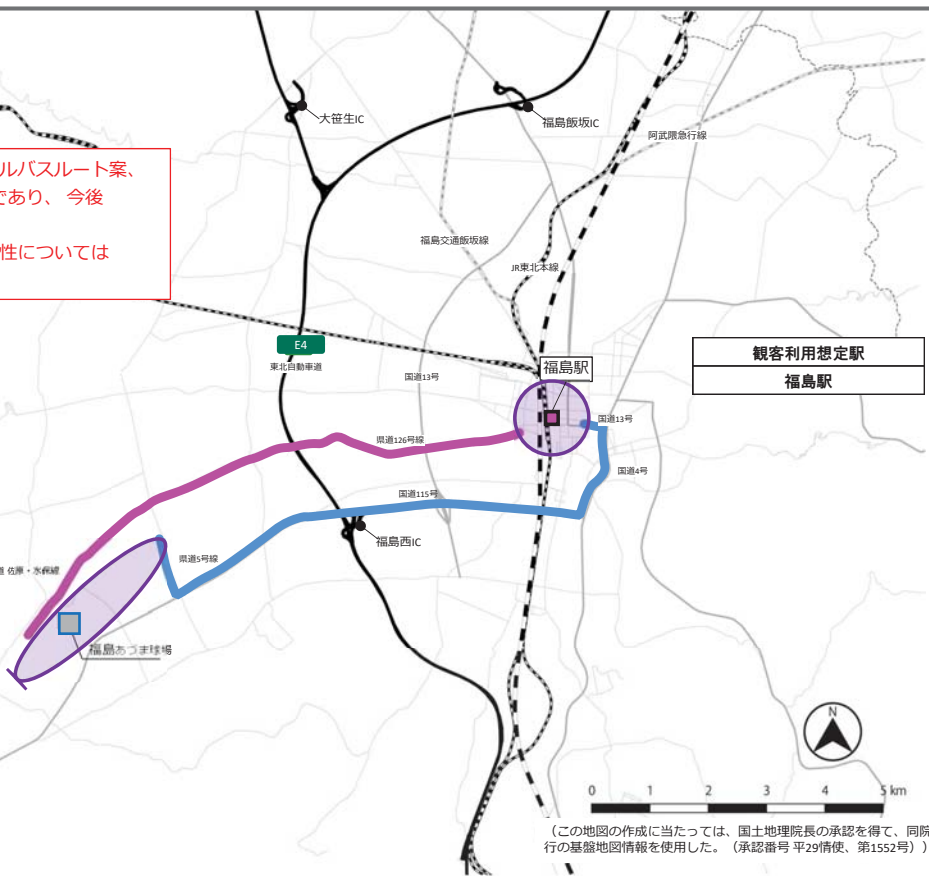 大笹生IC
福島飯坂IC
阿武隈急行線
ルバスルート案、
であり、 今後
性については
福島交通飯坂線
JR東北本線
E4
東北自動車道
国道13号
福島駅
観客利用想定駅
福島駅
国道13号
県道126号線
国道4号
国道115号
福島西IC
県道5号線
道 佐原・水保線
福島あづま球場
N
0 1 2 3 4 5 km
(この地図の作成に当たっては、国土地理院長の承認を得て、同院
行の基盤地図情報を使用した。(承認番号 平29情使、第1552号))